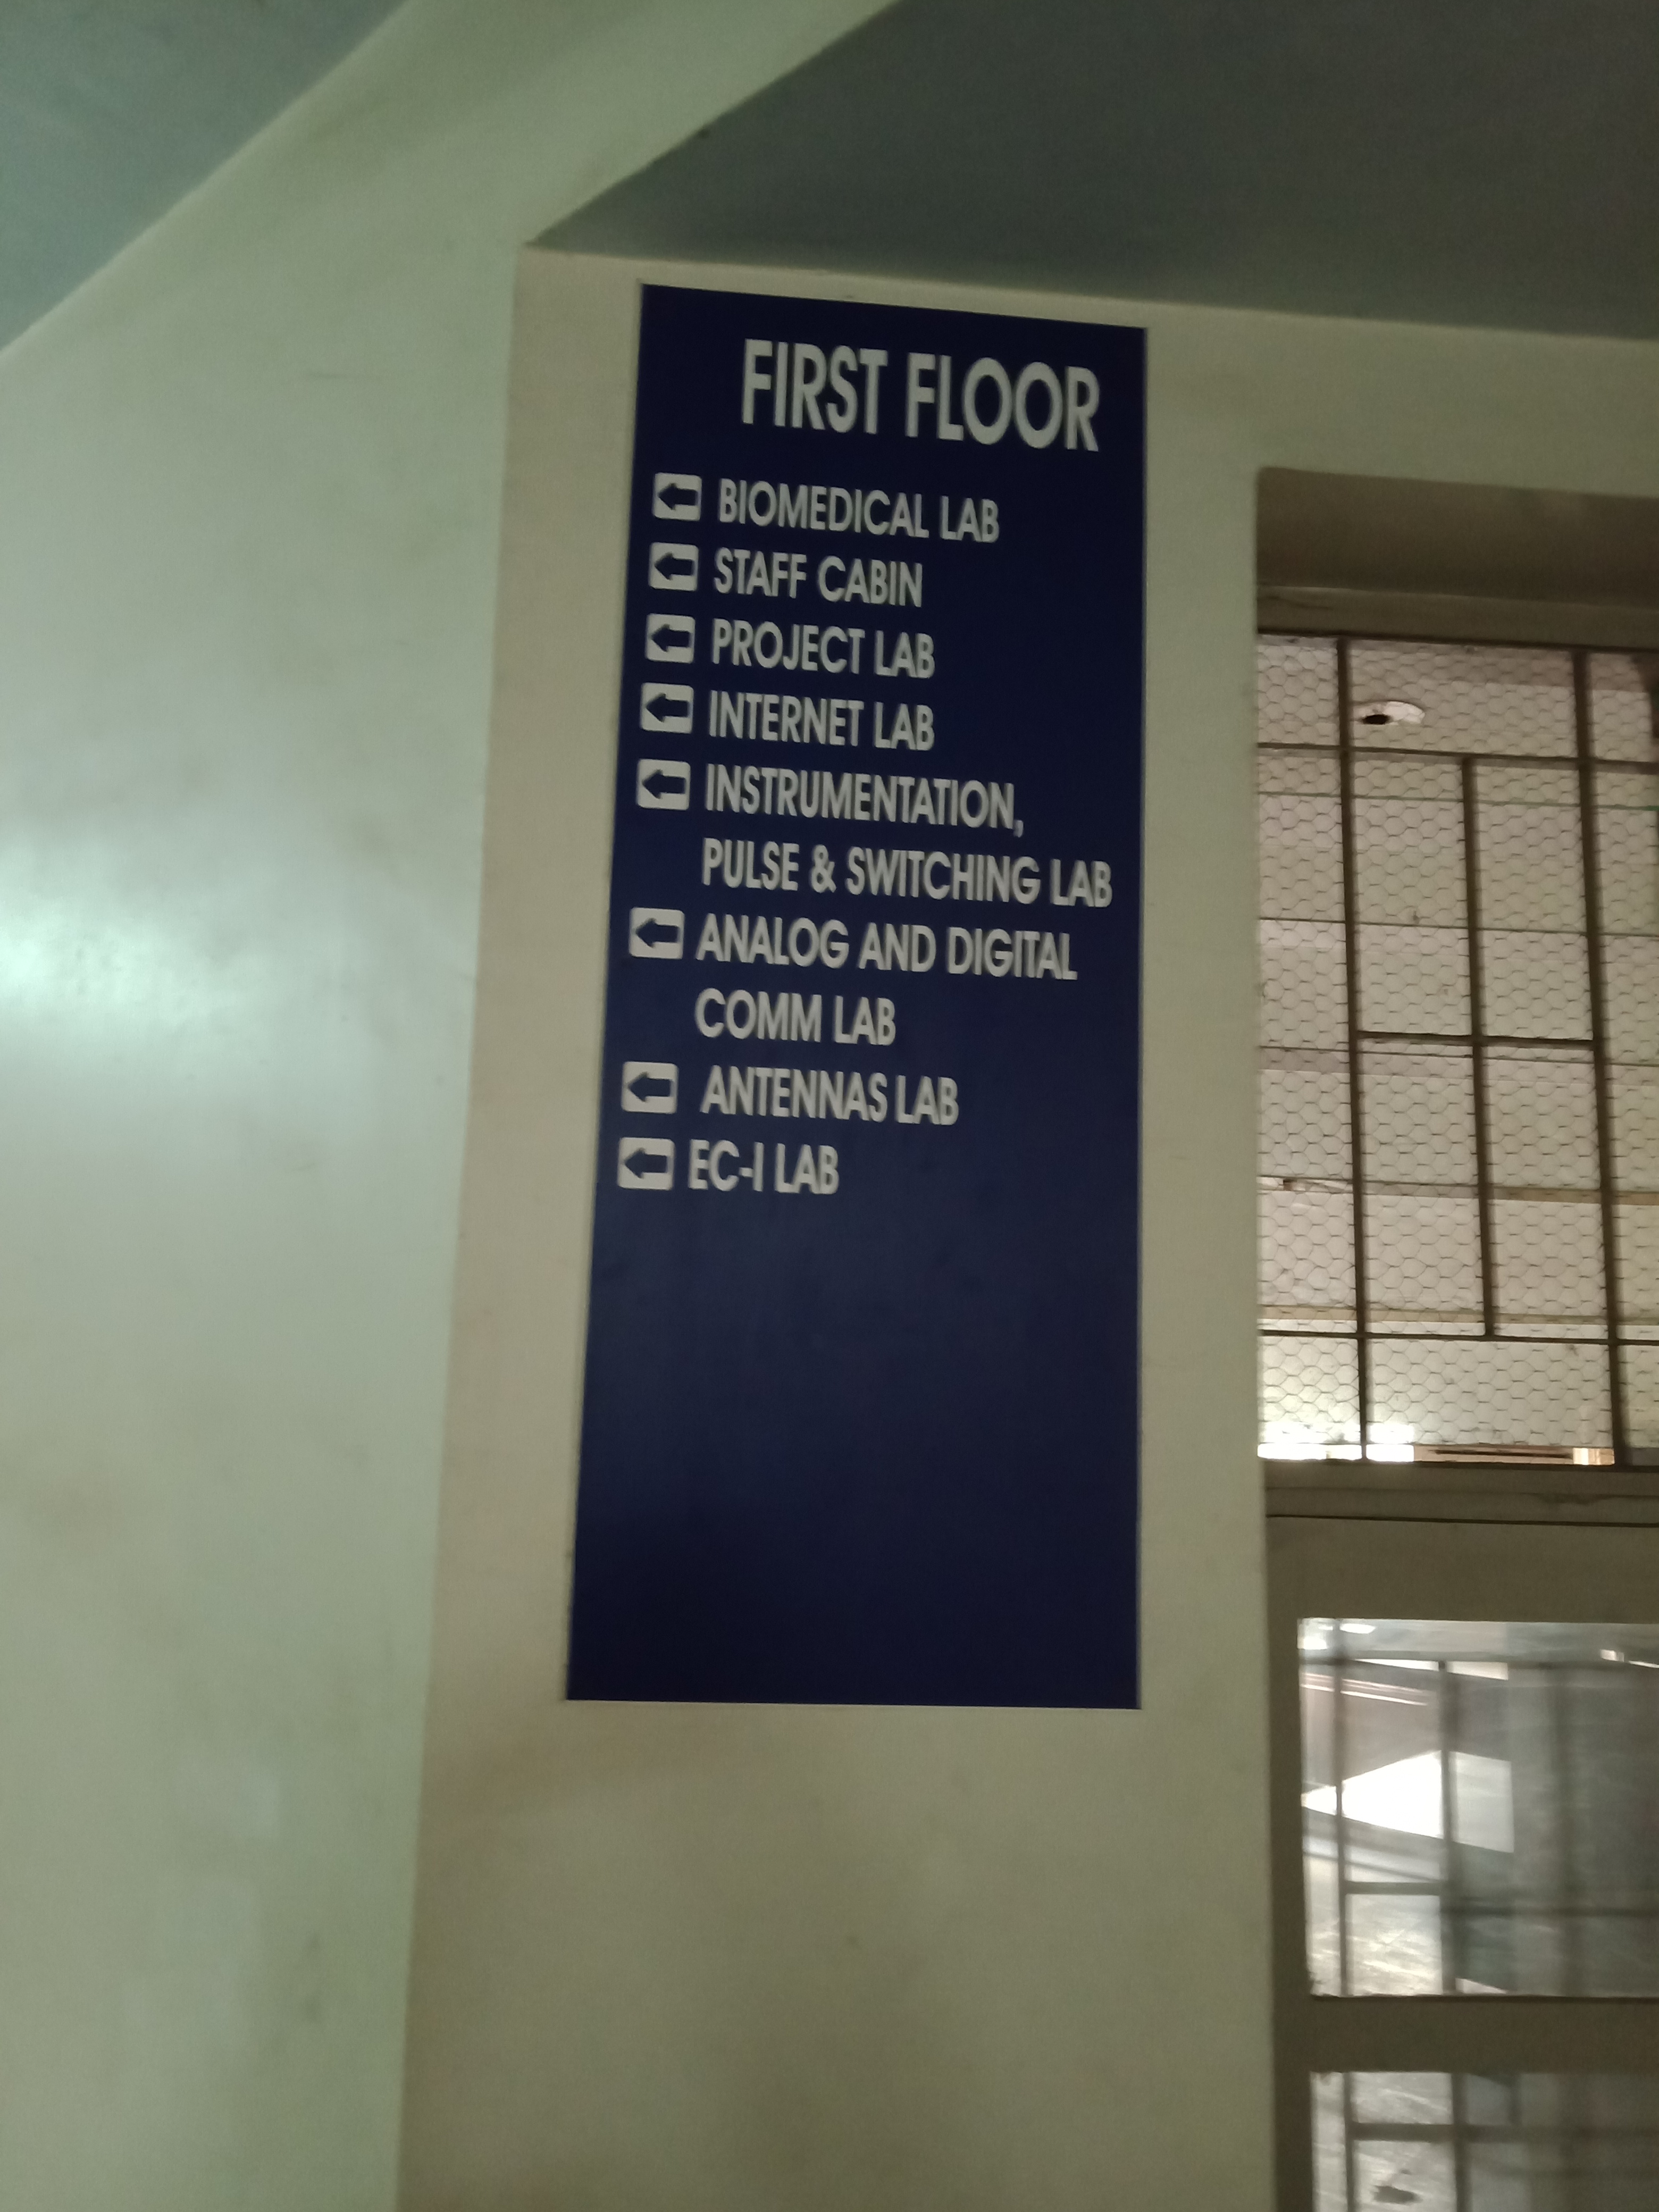 FIRST FLOOR
BIOMEDICAL LAB
STAFF CABIN
PROJECT LAB
INTERNET LAB
INSTRUMENTATION,
PULSE & SWITCHING LAB
ANALOG AND DIGITAL
COMM LAB
ANTENNAS LAB
EC-I LAB